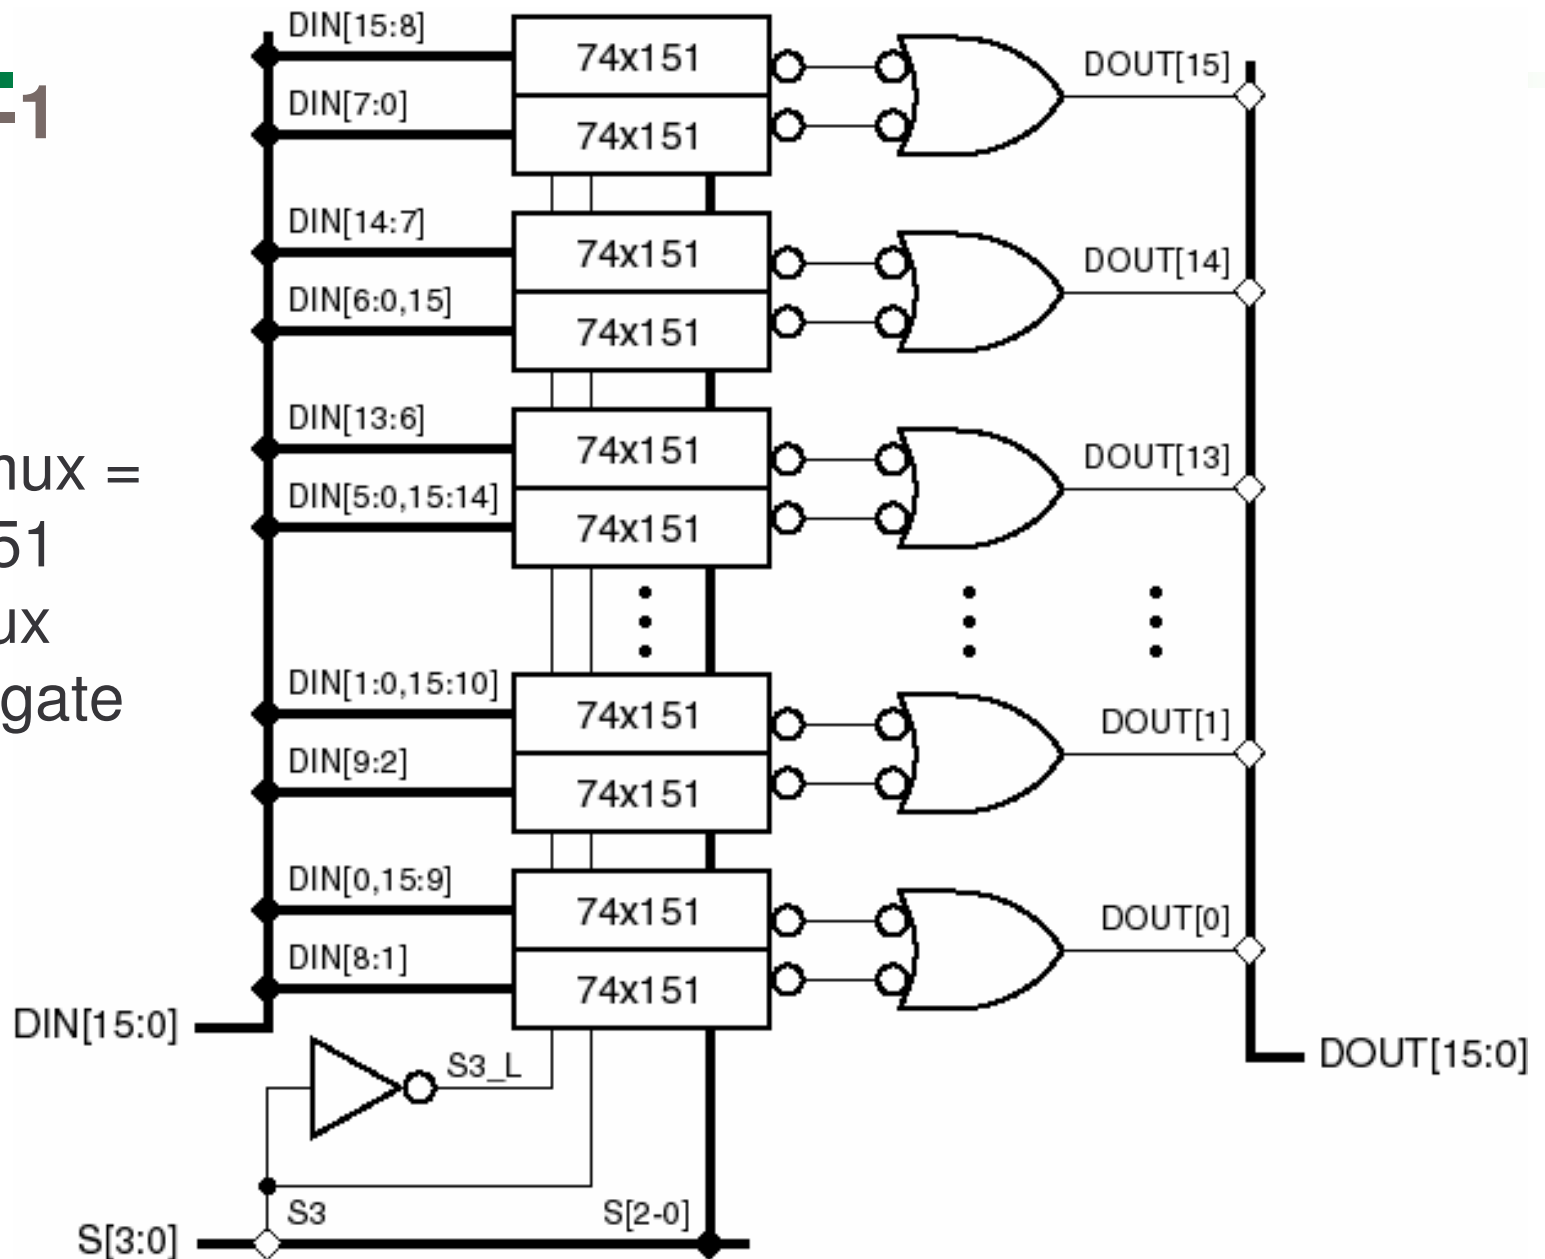 -1
mux =
51
ux
gate
DIN[15:8]
74x151
DOUT[15]
DIN[7:0]
74x151
DIN[14:7]
74x151
DOUT[14]
DIN[6:0,15]
74x151
DIN[13:6]
74x151
DOUT[13]
DIN[5:0,15:14]
74x151
DIN[1:0,15:10]
74x151
DOUT[1]
DIN[9:2]
74x151
DIN[0,15:9]
74x151
DOUT[0]
DIN[8:1]
74x151
DIN[15:0]
DOUT[15:0]
S3_L
S3
S[2-0]
S[3:0]